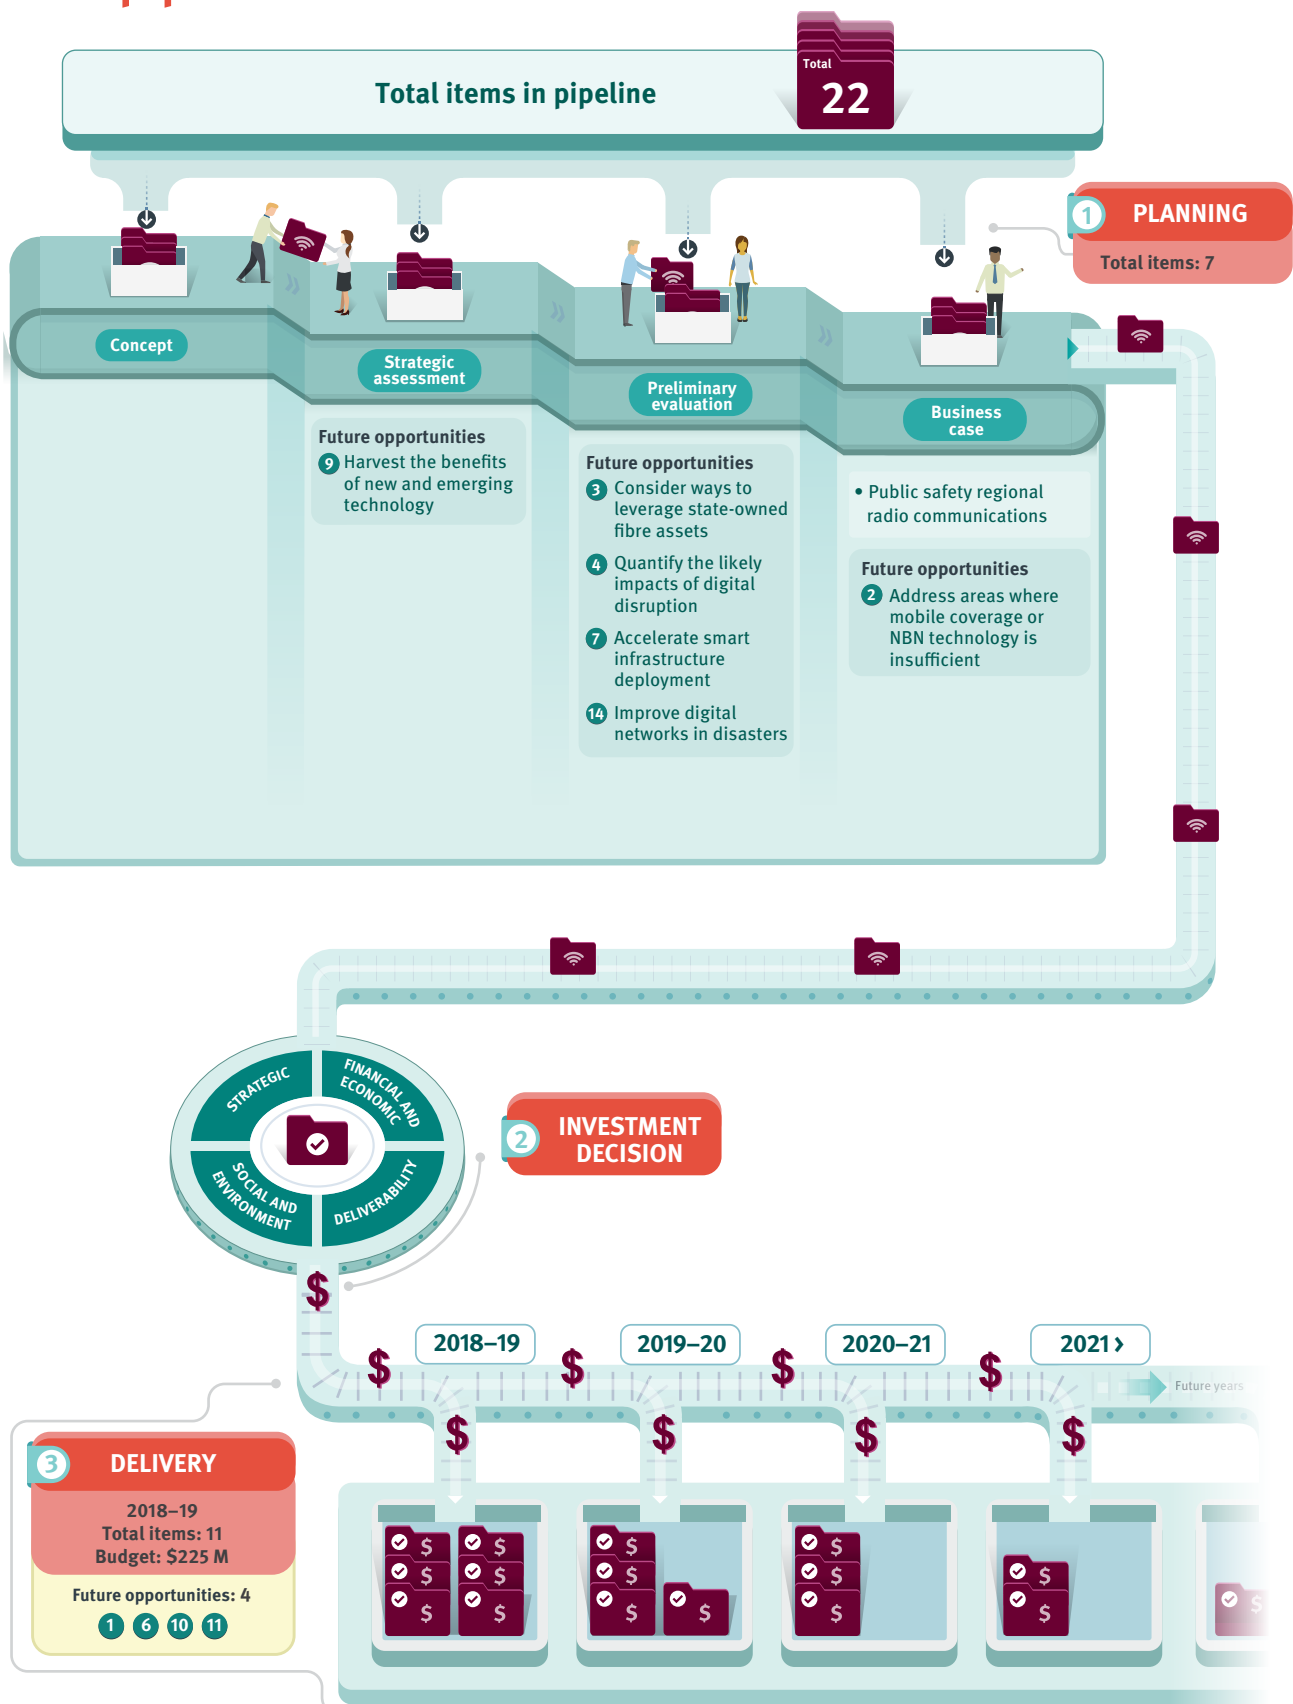 Total items in pipeline
Total
22
1
PLANNING
Total items: 7
Concept
Strategic
assessment
Preliminary
evaluation
Business
case
Future opportunities
9 Harvest the benefits
of new and emerging
technology
Future opportunities
3 Consider ways to
leverage state-owned
fibre assets
4 Quantify the likely
impacts of digital
disruption
7 Accelerate smart
infrastructure
deployment
14 Improve digital
networks in disasters
• Public safety regional
radio communications
Future opportunities
2 Address areas where
mobile coverage or
NBN technology is
insufficient
STRATEGIC
FINANCIAL AND
ECONOMIC
SOCIAL AND
ENVIRONMENT
DELIVERABILITY
2
INVESTMENT
DECISION
$
2018–19
2019–20
2020–21
2021 ›
$ $ $ $
Future years
$ $ $ $
3
DELIVERY
2018–19
Total items: 11
Budget: $225 M
Future opportunities: 4
1 6 10 11
$ $ $ $
$ $ $ $ $
$ $ $ $ $ $ $